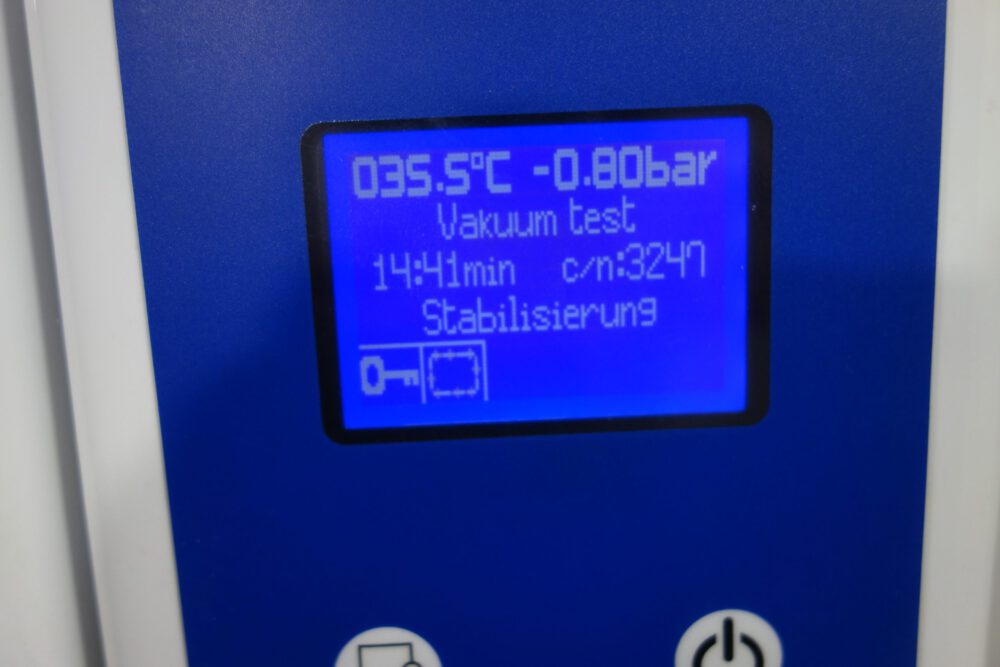 035.5°C -0.80bar
Vakuum test
14:41min c/n:3247
Stabilisierung